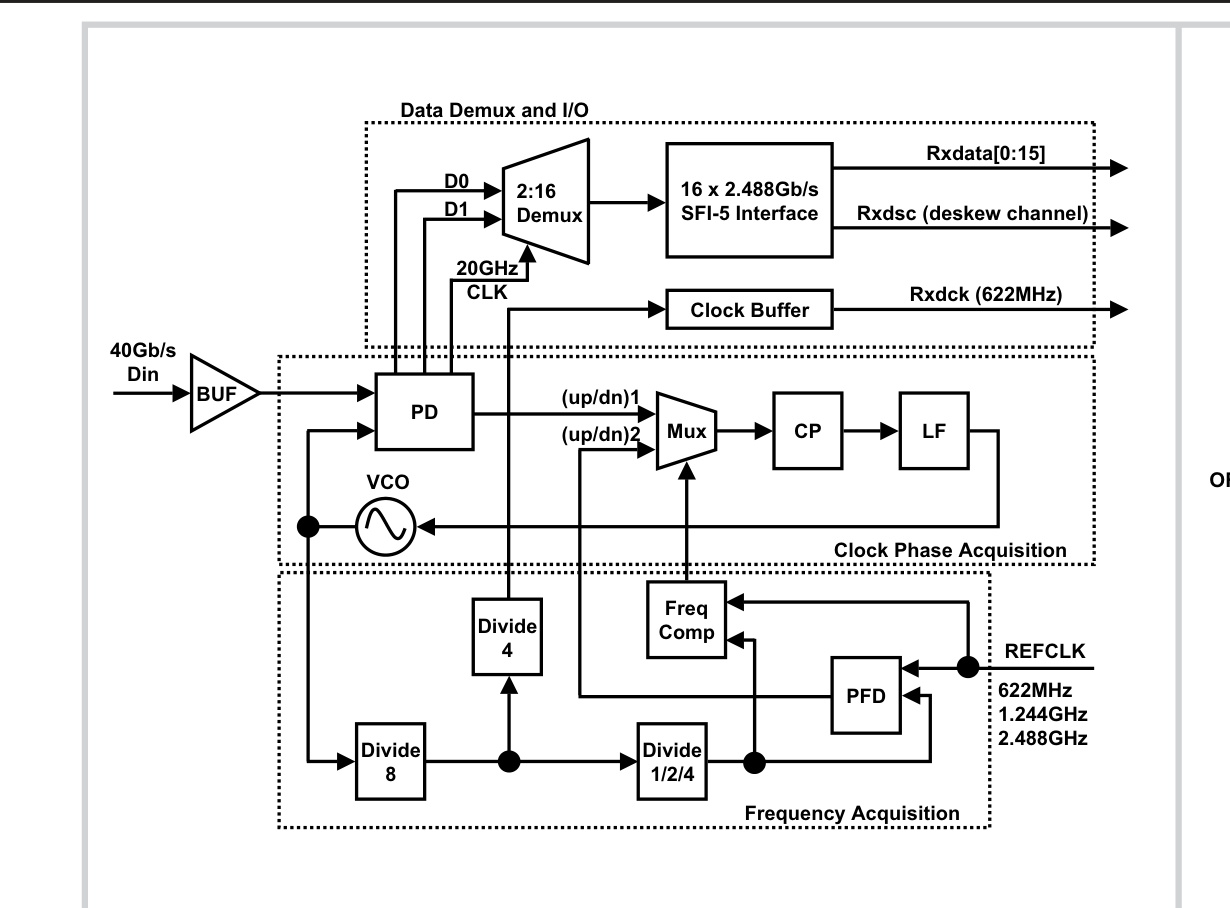 Data Demux and I/O
D0
D1
2:16
Demux
16 x 2.488Gb/s
SFI-5 Interface
Rxdata[0:15]
Rxdsc (deskew channel)
20GHz
CLK
Clock Buffer
Rxdck (622MHz)
40Gb/s
Din
BUF
PD
(up/dn)1
(up/dn)2
Mux
CP
LF
VCO
Clock Phase Acquisition
Divide
4
Freq
Comp
REFCLK
622MHz
1.244GHz
2.488GHz
PFD
Divide
8
Divide
1/2/4
Frequency Acquisition